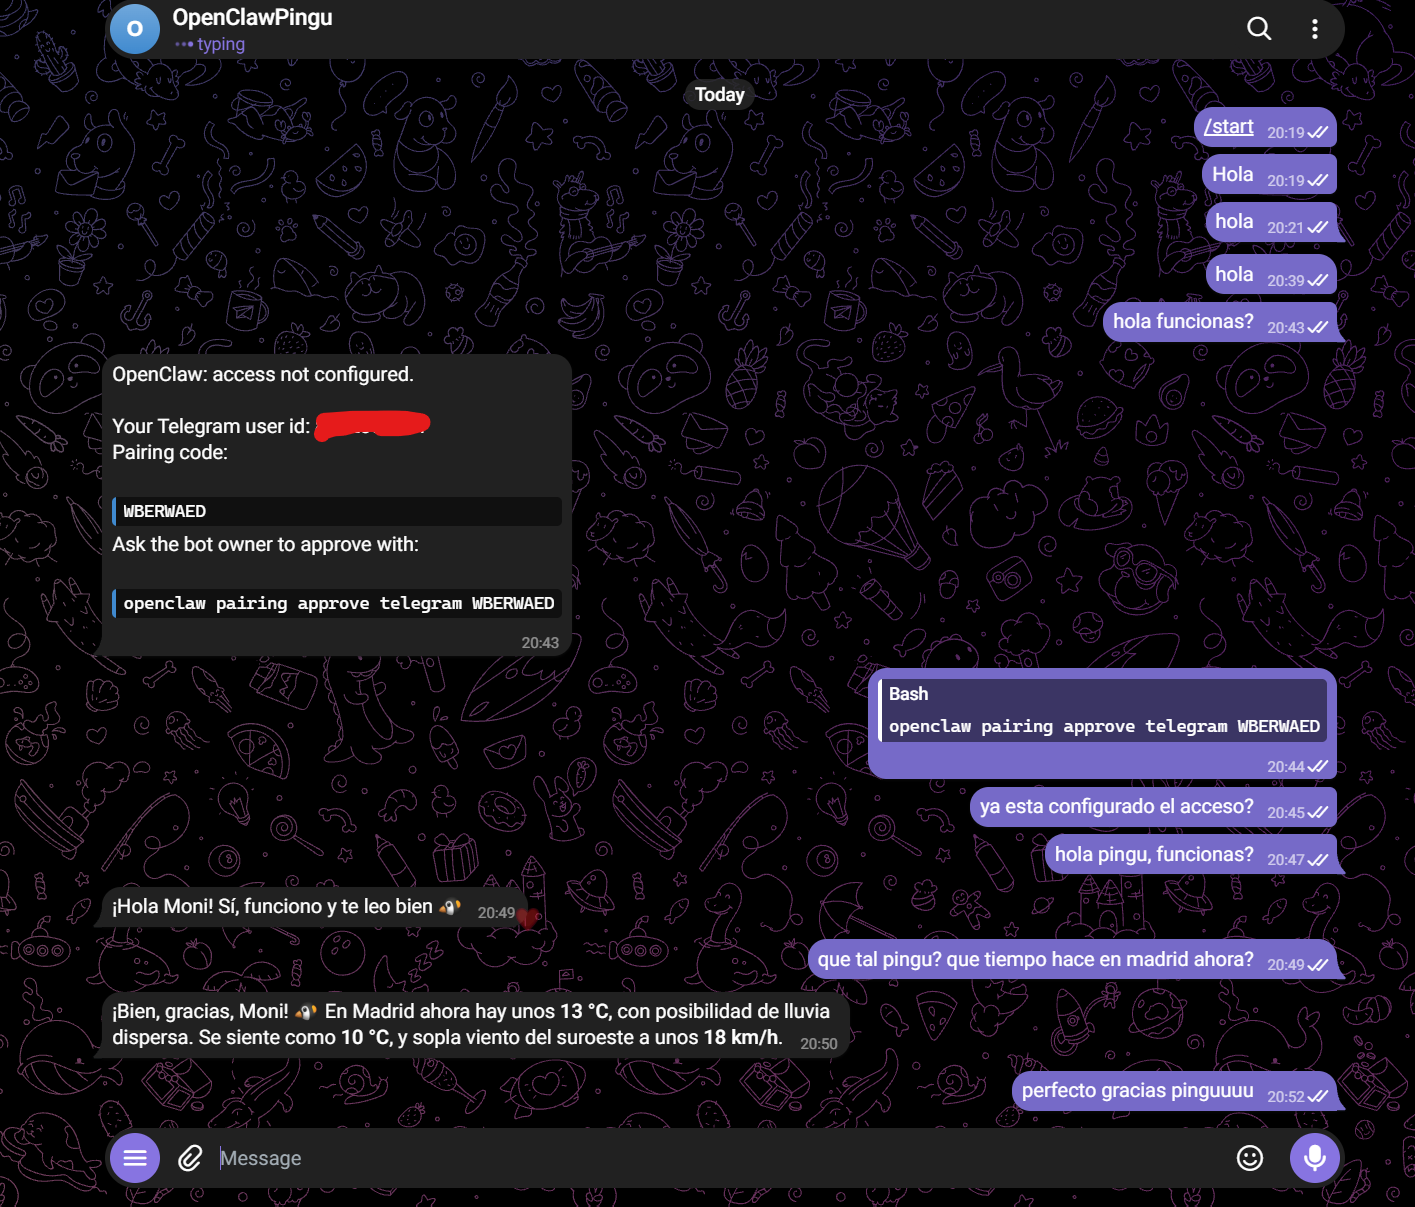 O
OpenClawPingu
typing
Today
/start 20:19
Hola 20:19
hola 20:21
hola 20:39
hola funcionas? 20:43
OpenClaw: access not configured.
Your Telegram user id:
Pairing code:
WBERWAED
Ask the bot owner to approve with:
openclaw pairing approve telegram WBERWAED
20:43
Bash
openclaw pairing approve telegram WBERWAED
20:44
ya esta configurado el acceso? 20:45
hola pingu, funcionas? 20:47
¡Hola Moni! Sí, funciono y te leo bien 20:49
que tal pingu? que tiempo hace en madrid ahora? 20:49
¡Bien, gracias, Moni! En Madrid ahora hay unos 13 °C, con posibilidad de lluvia
dispersa. Se siente como 10 °C, y sopla viento del suroeste a unos 18 km/h. 20:50
perfecto gracias pinguuuu 20:52
Message